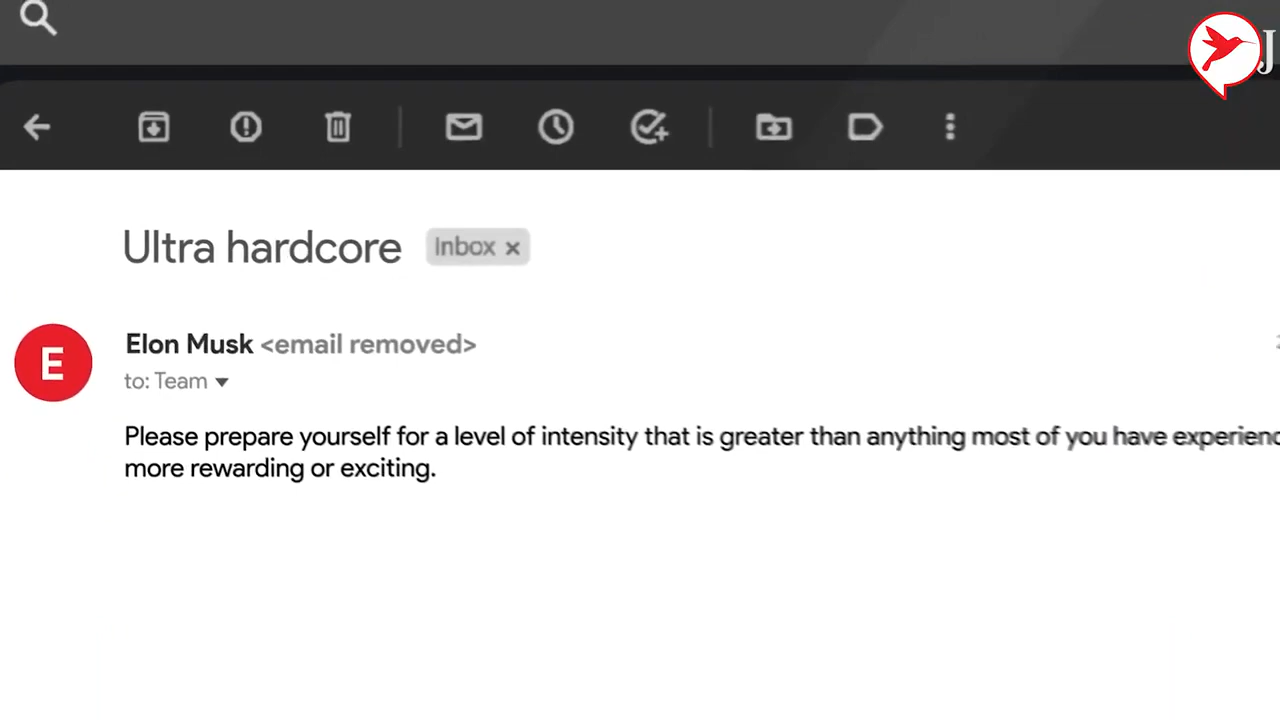 J
Ultra hardcore Inbox ×
E
Elon Musk <email removed>
to: Team
Please prepare yourself for a level of intensity that is greater than anything most of you have experienc
more rewarding or exciting.